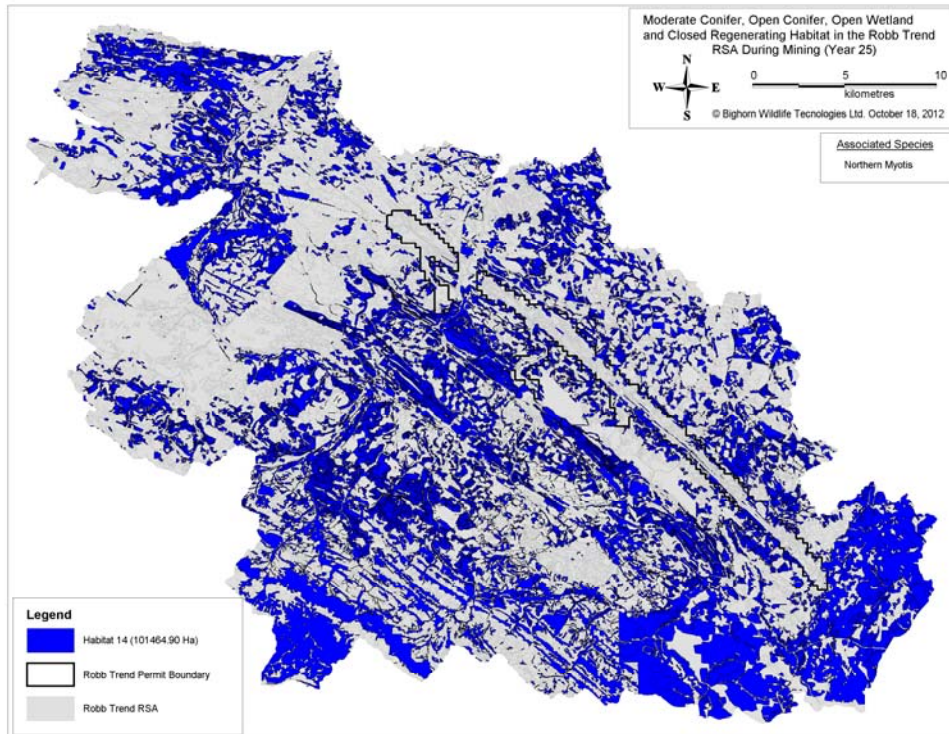 Moderate Conifer, Open Conifer, Open Wetland
and Closed Regenerating Habitat in the Robb Trend
RSA During Mining (Year 25)
N
W E
S
0 5 10
kilometres
© Bighorn Wildlife Tecnologies Ltd. October 18, 2012
Associated Species
Northern Myotis
Legend
Habitat 14 (101464.90 Ha)
Robb Trend Permit Boundary
Robb Trend RSA